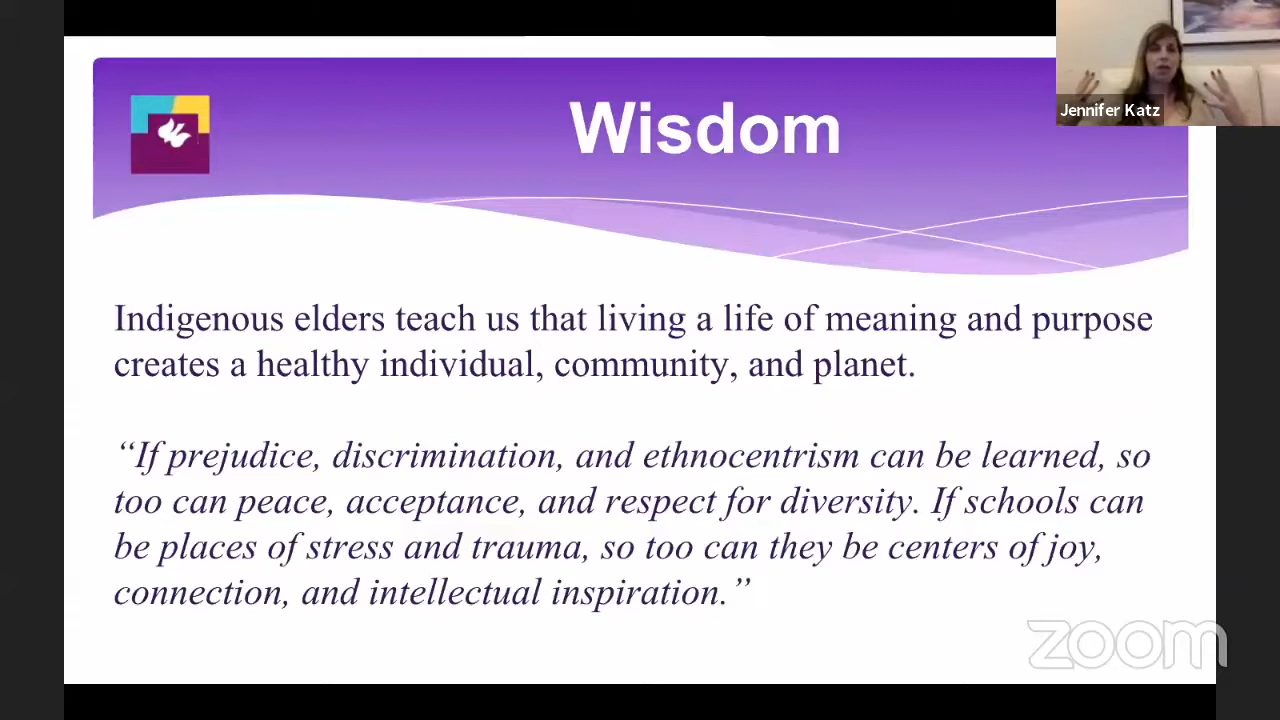 Wisdom
Jennifer Katz
Indigenous elders teach us that living a life of meaning and purpose
creates a healthy individual, community, and planet.
“If prejudice, discrimination, and ethnocentrism can be learned, so
too can peace, acceptance, and respect for diversity. If schools can
be places of stress and trauma, so too can they be centers of joy,
connection, and intellectual inspiration.”
zoom